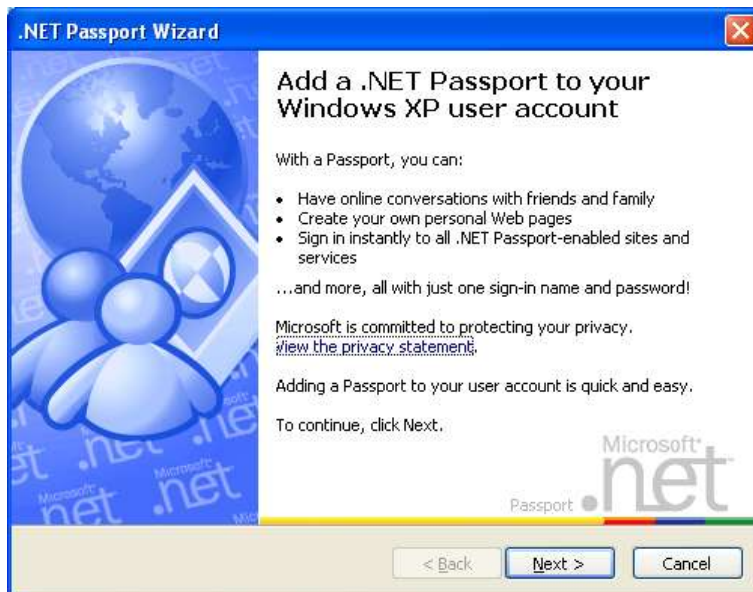 .NET Passport Wizard
Add a .NET Passport to your
Windows XP user account
With a Passport, you can:
• Have online conversations with friends and family
• Create your own personal Web pages
• Sign in instantly to all .NET Passport-enabled sites and
services
...and more, all with just one sign-in name and password!
Microsoft is committed to protecting your privacy.
View the privacy statement.
Adding a Passport to your user account is quick and easy.
To continue, click Next.
Microsoft
Passport .net
Microsoft
.net
Microsoft
.net
< Back
Next >
Cancel